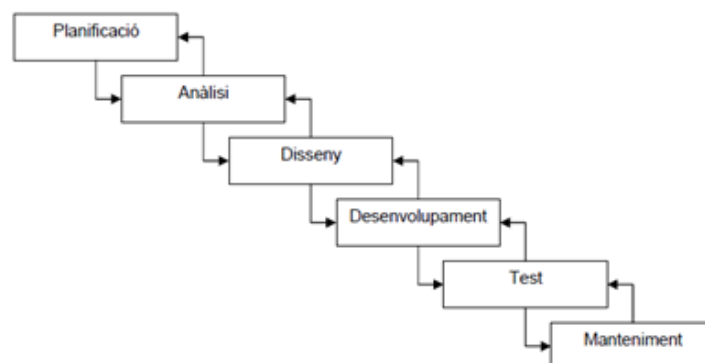 Planificació
Anàlisi
Disseny
Desenvolupament
Test
Manteniment